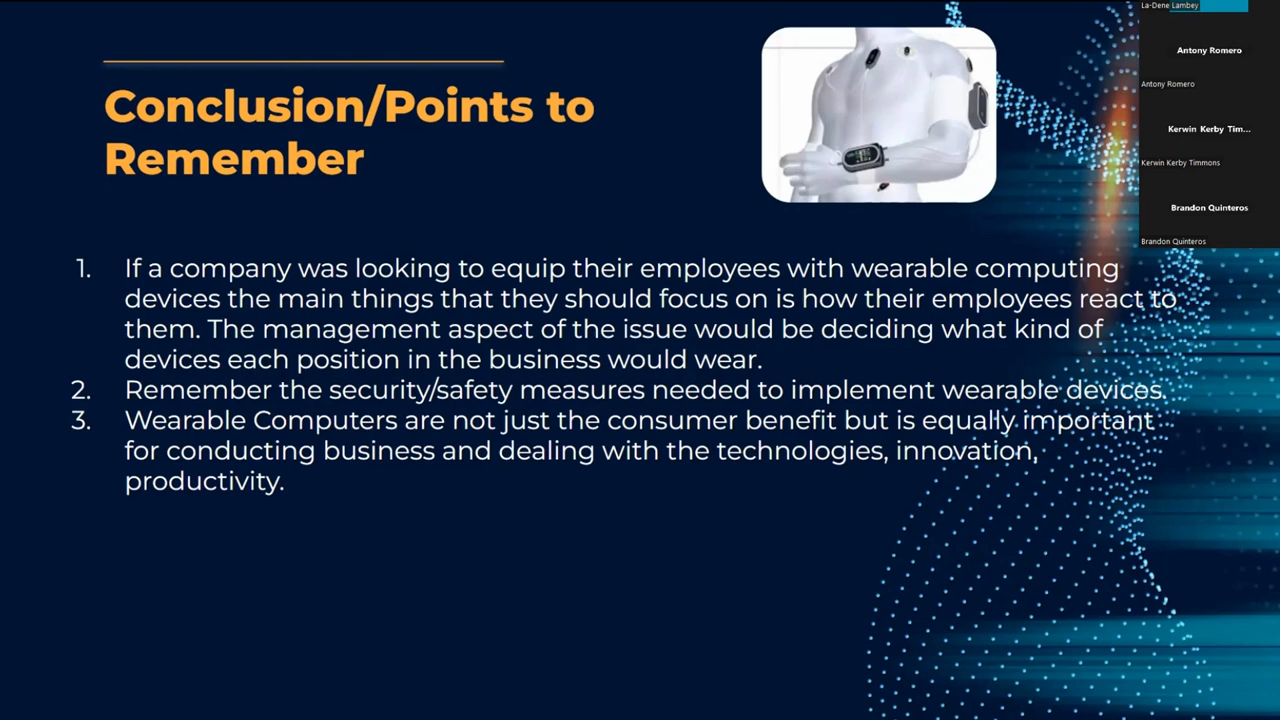 Conclusion/Points to
Remember
1. If a company was looking to equip their employees with wearable computing
devices the main things that they should focus on is how their employees react to
them. The management aspect of the issue would be deciding what kind of
devices each position in the business would wear.
2. Remember the security/safety measures needed to implement wearable devices.
3. Wearable Computers are not just the consumer benefit but is equally important
for conducting business and dealing with the technologies, innovation,
productivity.
La-Dene Lambey
Antony Romero
Antony Romero
Kerwin Kerby Tim...
Kerwin Kerby Timmons
Brandon Quinteros
Brandon Quinteros